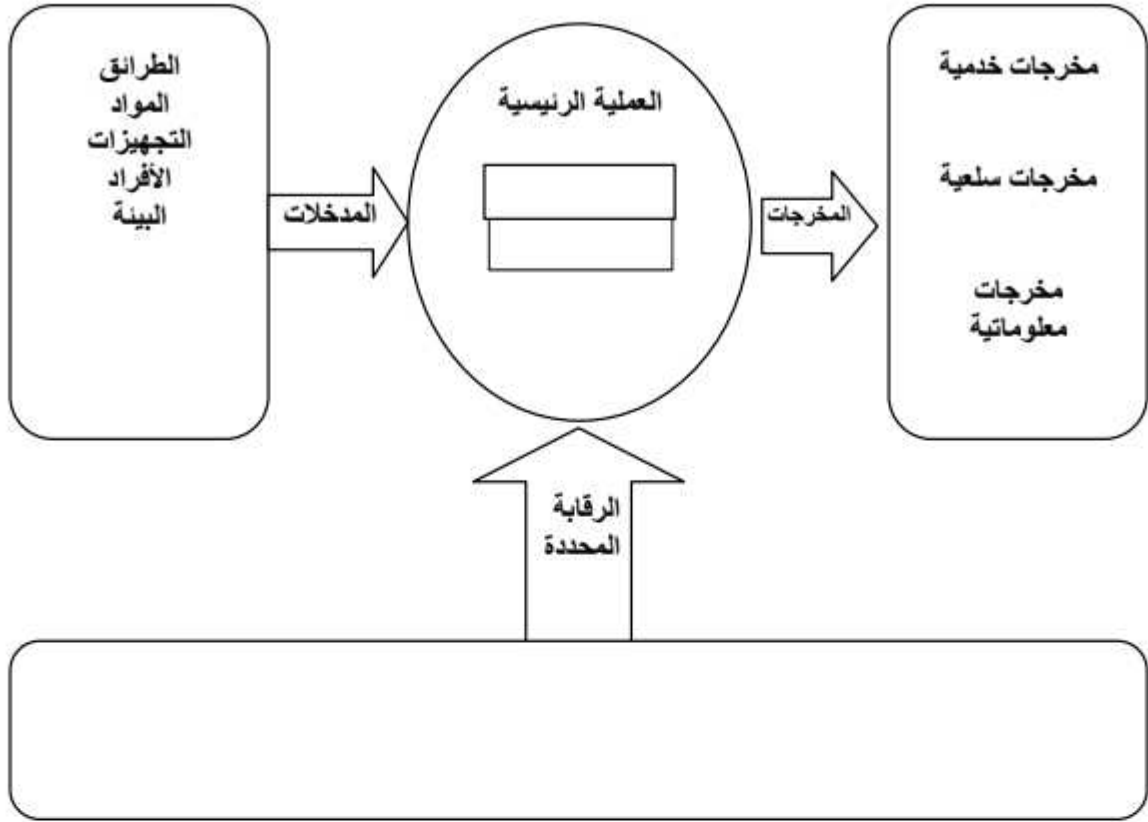 الطرائق
المواد
التجهيزات
الأفراد
البيئة
المدخلات
العملية الرئيسية
المخرجات
مخرجات خدمية
مخرجات سلعية
مخرجات
معلوماتية
الرقابة
المحددة